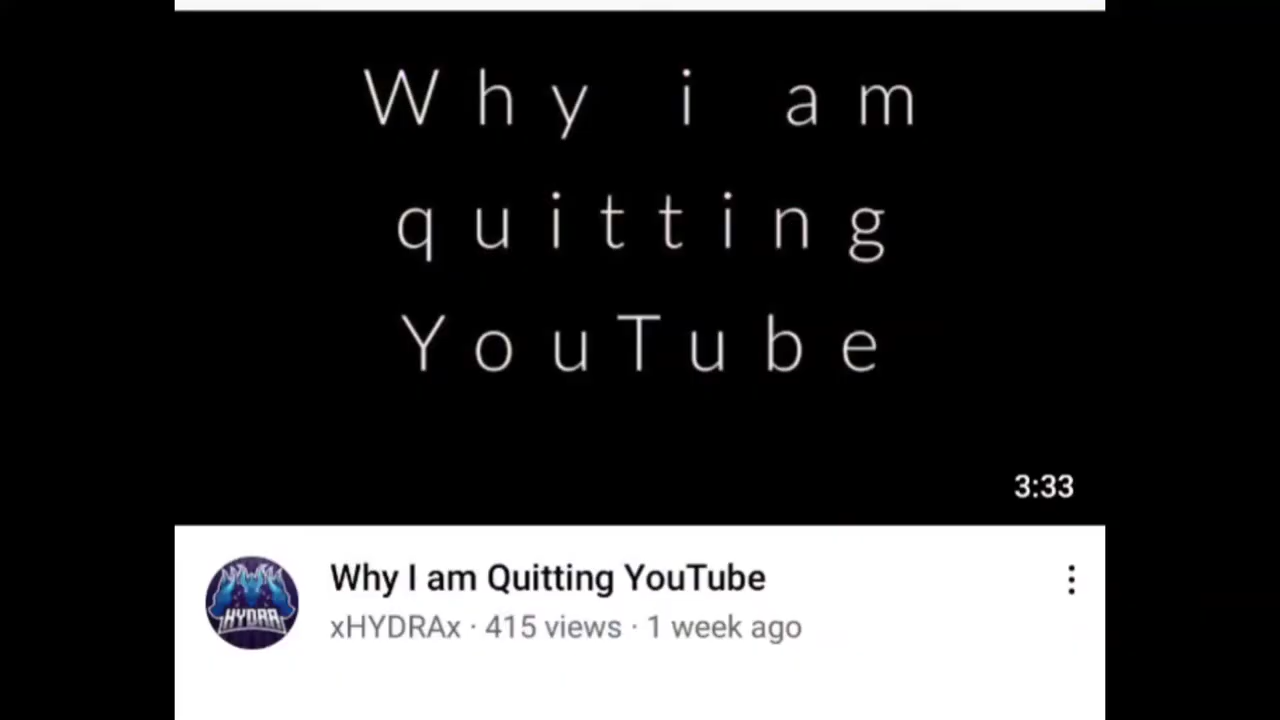 Why i am
quitting
YouTube
3:33
HYDRA
Why I am Quitting YouTube
xHYDRAx · 415 views · 1 week ago